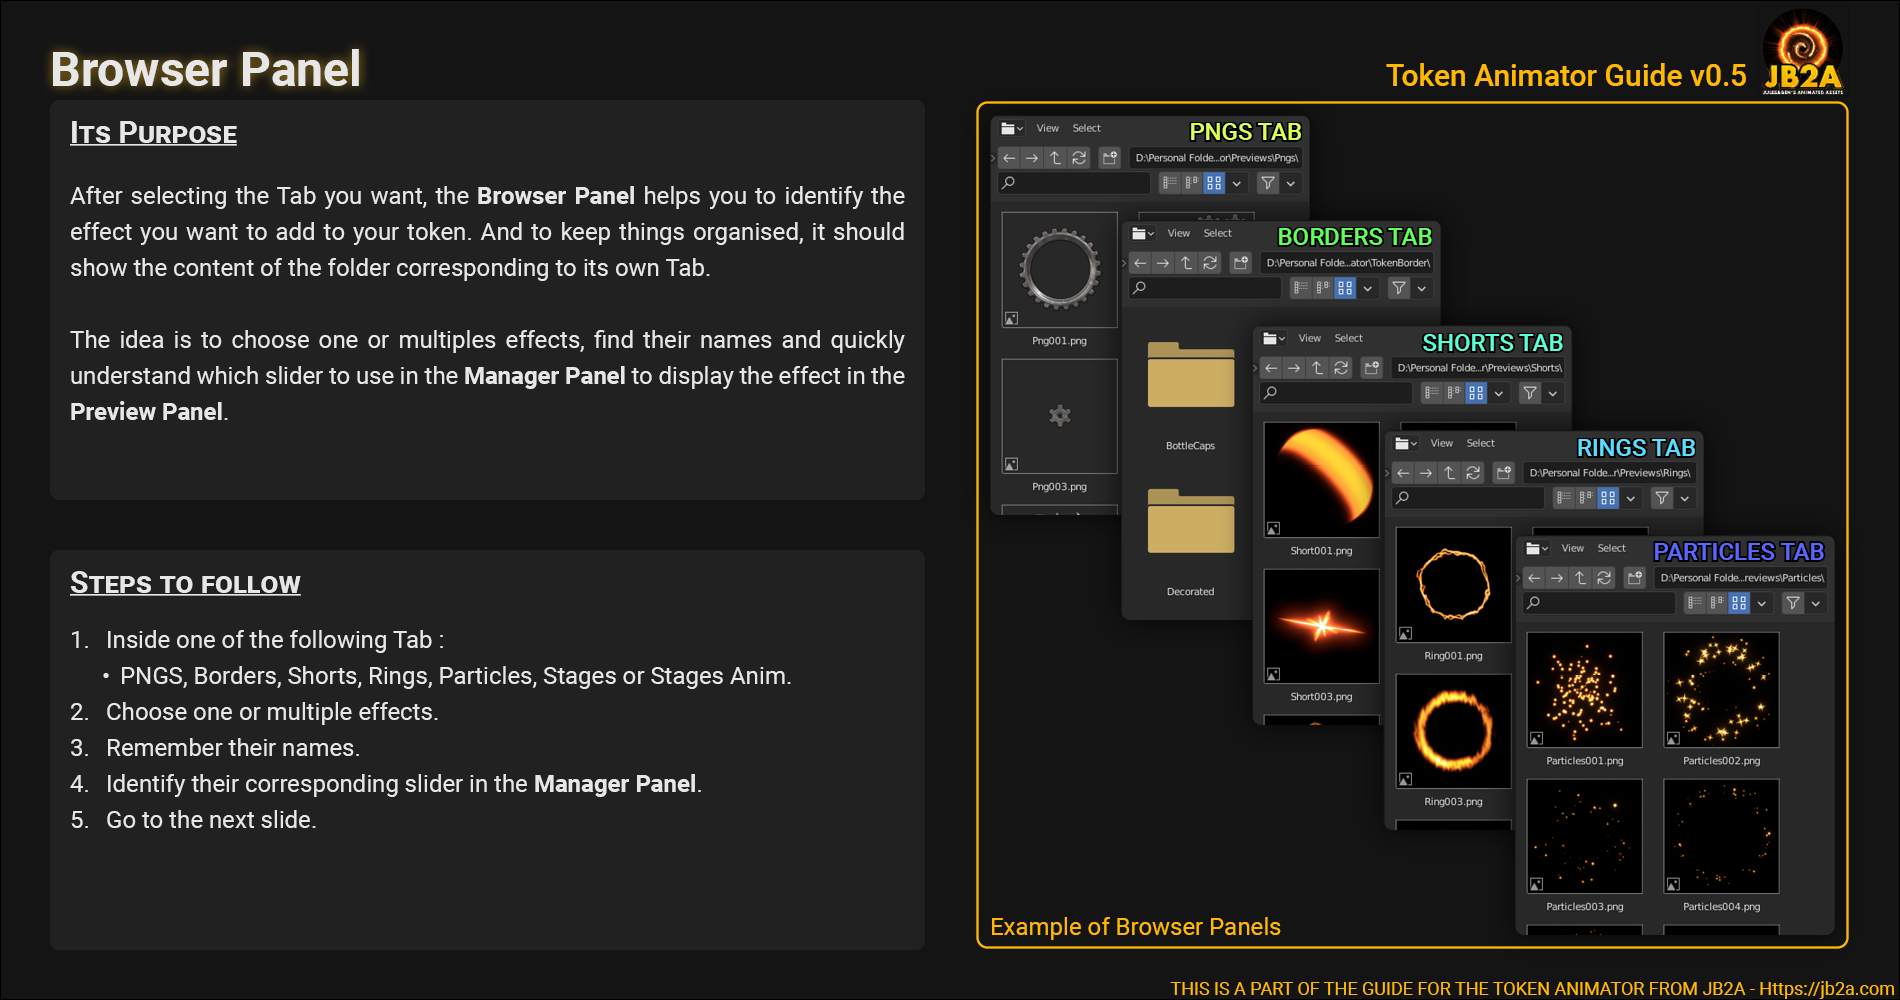 Browser Panel
Token Animator Guide v0.5
JB2A
JULES&BEN'S ANIMATED ASSETS
Its Purpose
After selecting the Tab you want, the Browser Panel helps you to identify the
effect you want to add to your token. And to keep things organised, it should
show the content of the folder corresponding to its own Tab.
The idea is to choose one or multiples effects, find their names and quickly
understand which slider to use in the Manager Panel to display the effect in the
Preview Panel.
Steps to follow
1. Inside one of the following Tab :
• PNGS, Borders, Shorts, Rings, Particles, Stages or Stages Anim.
2. Choose one or multiple effects.
3. Remember their names.
4. Identify their corresponding slider in the Manager Panel.
5. Go to the next slide.
View Select PNGS TAB
D:\Personal Folde...or\Previews\Pngs\
Png001.png
Png003.png
View Select BORDERS TAB
D:\Personal Folde...ator\TokenBorder\
BottleCaps
Decorated
View Select SHORTS TAB
D:\Personal Folde...r\Previews\Shorts\
Short001.png
Short003.png
View Select RINGS TAB
D:\Personal Folde...r\Previews\Rings\
Ring001.png
Ring003.png
View Select PARTICLES TAB
D:\Personal Folde...reviews\Particles\
Particles001.png Particles002.png
Particles003.png Particles004.png
Example of Browser Panels
THIS IS A PART OF THE GUIDE FOR THE TOKEN ANIMATOR FROM JB2A - Https://jb2a.com